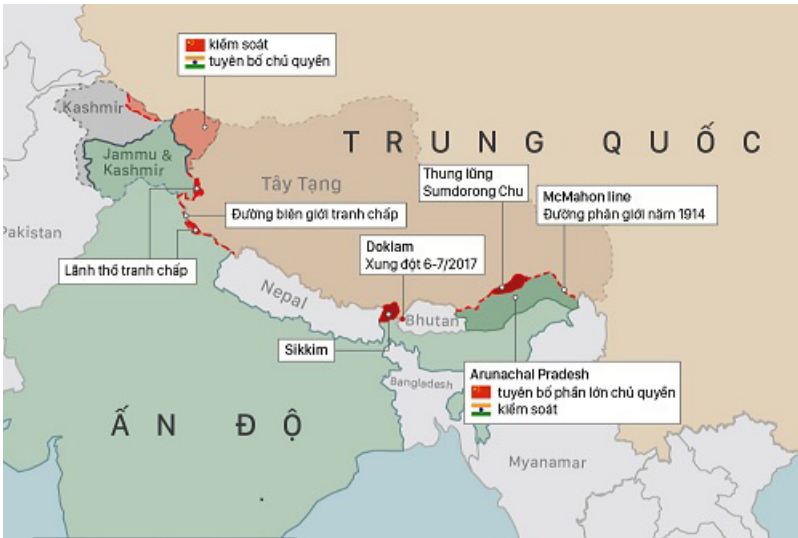 kiểm soát
tuyên bố chủ quyền
Kashmir
TRUNG QUỐC
Jammu &
Kashmir
Tây Tạng
Thung lũng
Sumdorong Chu
McMahon line
Đường phân giới năm 1914
Đường biên giới tranh chấp
Pakistan
Doklam
Xung đột 6-7/2017
Lãnh thổ tranh chấp
Nepal
Bhutan
Sikkim
Arunachal Pradesh
tuyên bố phần lớn chủ quyền
kiểm soát
Bangladesh
ẤN ĐỘ
Myanamar